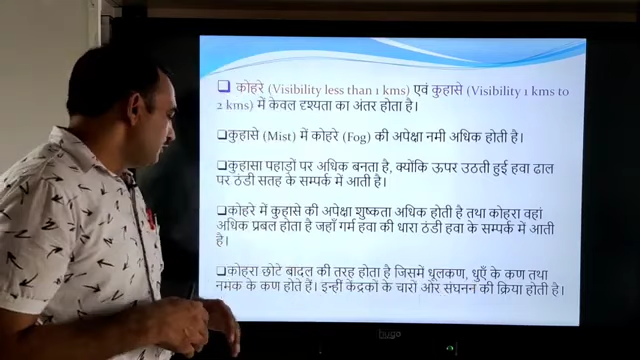 ❑ कोहरे (Visibility less than 1 kms) एवं कुहासे (Visibility 1 kms to
2 kms) में केवल दृश्यता का अंतर होता है।
❑कुहासे (Mist) में कोहरे (Fog) की अपेक्षा नमी अधिक होती है।
❑कुहासा पहाड़ों पर अधिक बनता है, क्योंकि ऊपर उठती हुई हवा ढाल
पर ठंडी सतह के सम्पर्क में आती है।
❑कोहरे में कुहासे की अपेक्षा शुष्कता अधिक होती है तथा कोहरा वहां
अधिक प्रबल होता है जहाँ गर्म हवा की धारा ठंडी हवा के सम्पर्क में आती
है।
❑कोहरा छोटे बादल की तरह होता है जिसमें धूलकण, धुएँ के कण तथा
नमक के कण होते हैं। इन्हीं केंद्रकों के चारों ओर संघनन की क्रिया होती है।
hugo